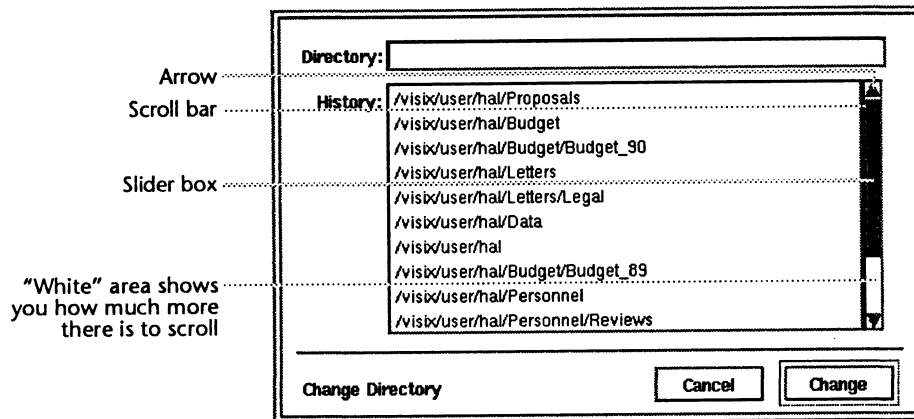 Directory:
Arrow
Scroll bar
History:
/visix/user/hal/Proposals
/visix/user/hal/Budget
/visix/user/hal/Budget/Budget_90
Slider box
/visix/user/hal/Letters
/visix/user/hal/Letters/Legal
/visix/user/hal/Data
/visix/user/hal
/visix/user/hal/Budget/Budget_89
/visix/user/hal/Personnel
/visix/user/hal/Personnel/Reviews
“White” area shows
you how much more
there is to scroll
Change Directory
Cancel
Change